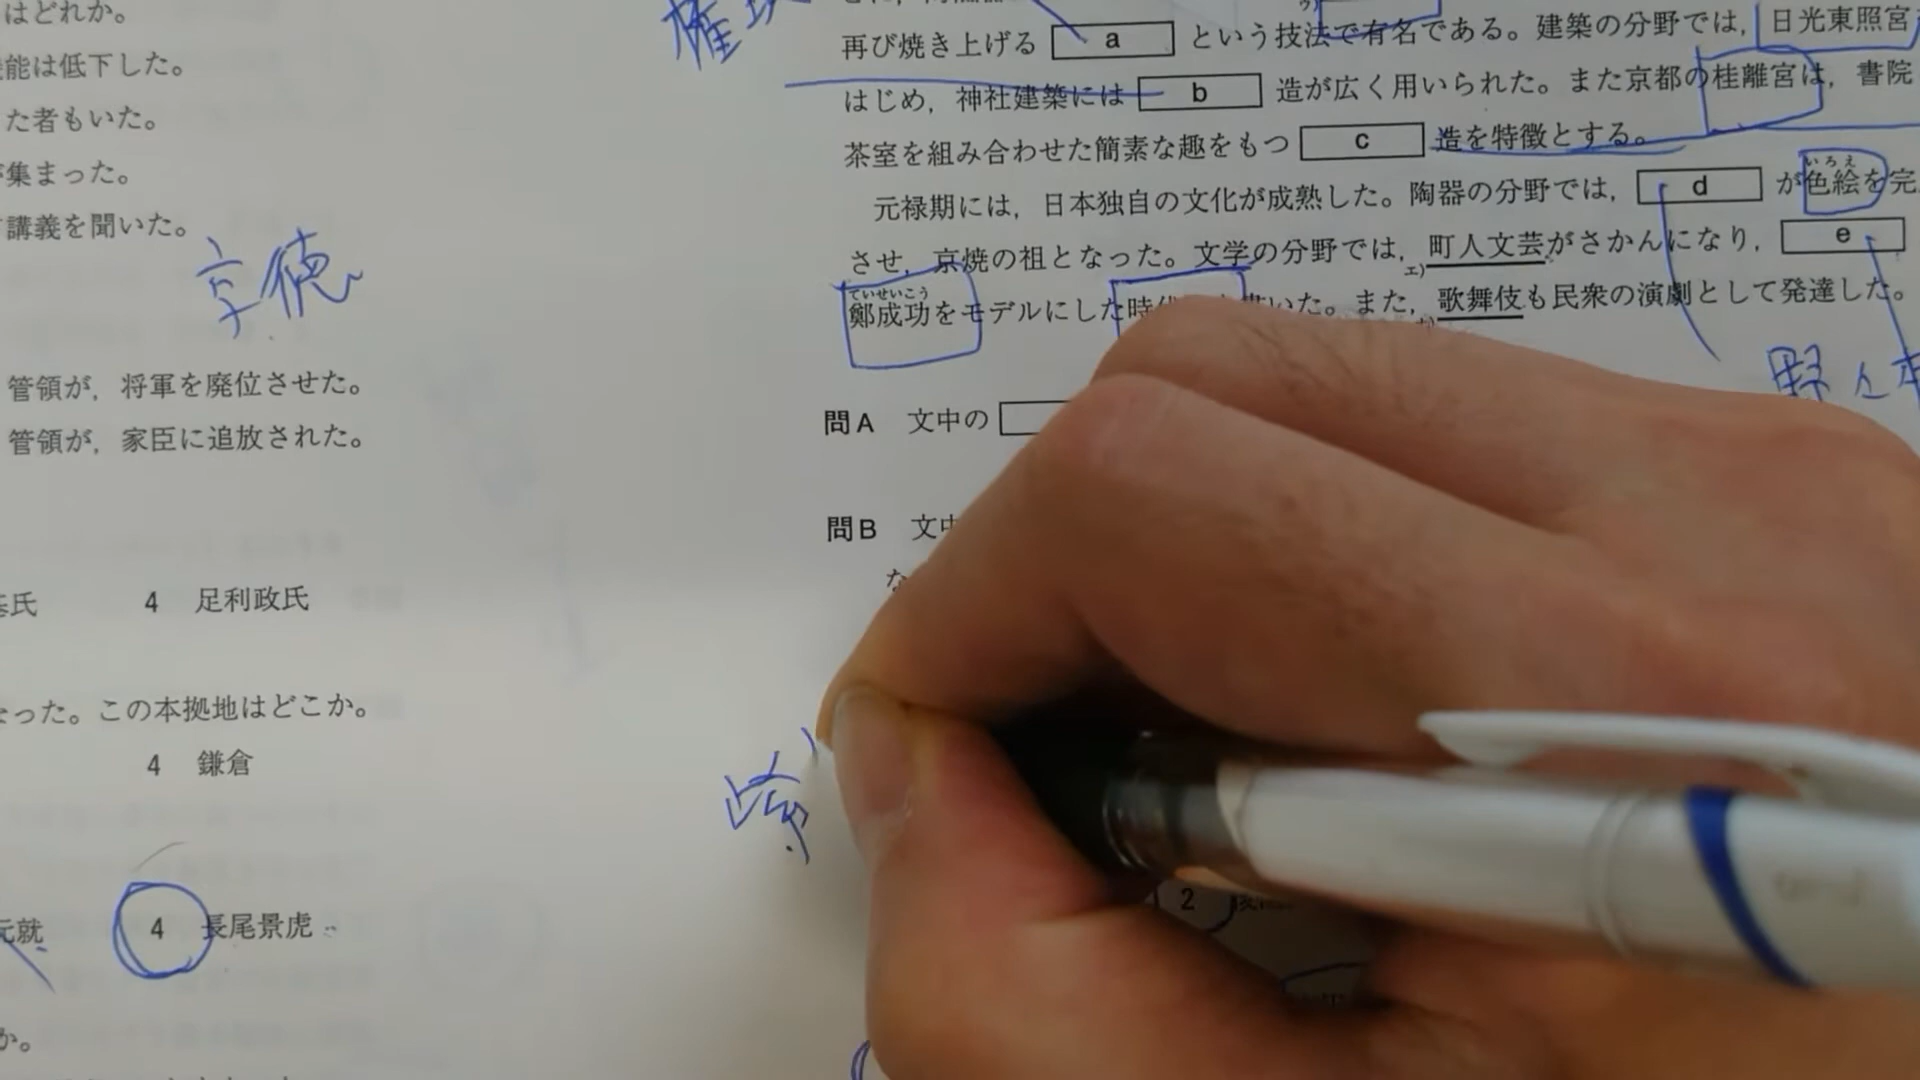 はどれか。
能は低下した。
た者もいた。
集まった。
講義を聞いた。
享徳
管領が，将軍を廃位させた。
管領が，家臣に追放された。
氏
4 足利政氏
った。この本拠地はどこか。
4 鎌倉
元就
4 長尾景虎
か。
権現
再び焼き上げる a という技法で有名である。建築の分野では，日光東照宮
はじめ，神社建築には b 造が広く用いられた。また京都の桂離宮は，書院
茶室を組み合わせた簡素な趣をもつ c 造を特徴とする。
元禄期には，日本独自の文化が成熟した。陶器の分野では， d が色絵を完
いろえ
させ，京焼の祖となった。文学の分野では，町人文芸がさかんになり， e
エ)
ていせいこう
鄭成功をモデルにした時 いた。また，歌舞伎も民衆の演劇として発達した。
野々
問A 文中の
問B 文中
な
2